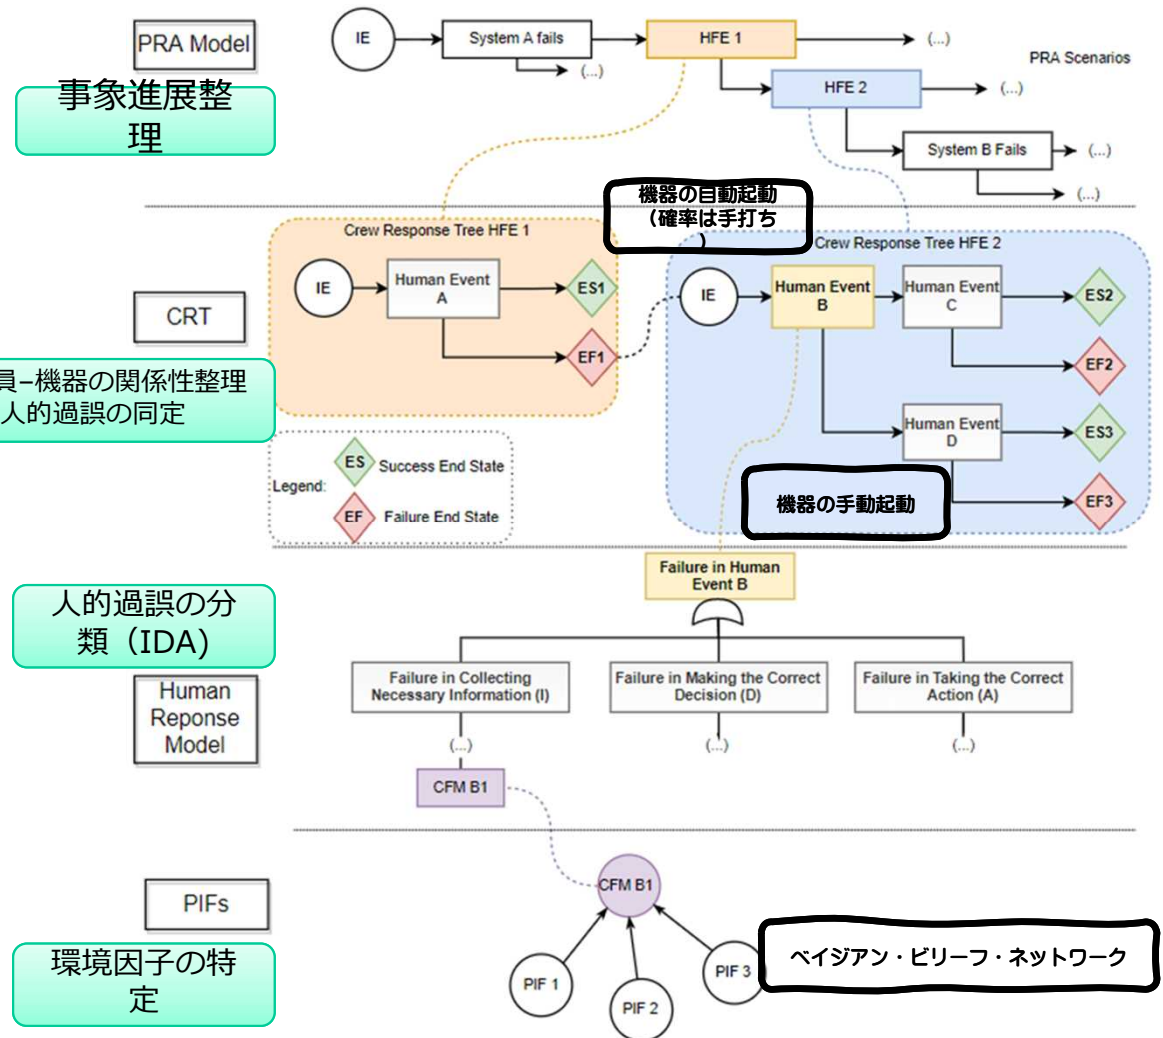 PRA Model
事象進展整
理
IE
System A fails
(...)
HFE 1
(...)
HFE 2
(...)
System B Fails
(...)
(...)
PRA Scenarios
機器の自動起動
（確率は手打ち
）
CRT
員–機器の関係性整理
人的過誤の同定
Crew Response Tree HFE 1
IE
Human Event
A
ES1
EF1
Crew Response Tree HFE 2
IE
Human Event
B
Human Event
C
ES2
EF2
Human Event
D
ES3
EF3
機器の手動起動
Legend:
ES
Success End State
EF
Failure End State
人的過誤の分
類（IDA)
Human
Reponse
Model
Failure in Human
Event B
Failure in Collecting
Necessary Information (I)
Failure in Making the Correct
Decision (D)
Failure in Taking the Correct
Action (A)
(...)
(...)
(...)
CFM B1
PIFs
環境因子の特
定
CFM B1
PIF 1
PIF 2
PIF 3
ベイジアン・ビリーフ・ネットワーク